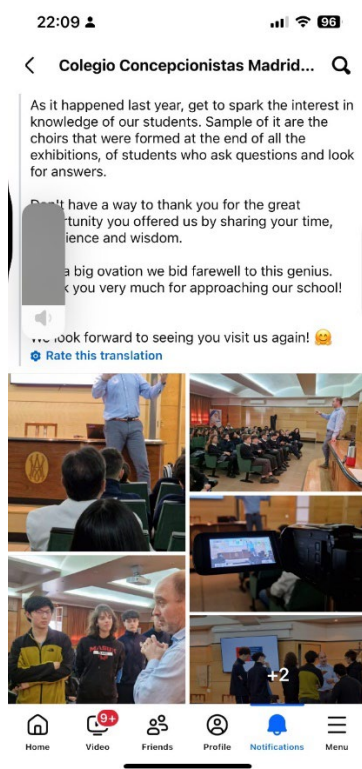 22:09
96
Colegio Concepcionistas Madrid...
As it happened last year, get to spark the interest in
knowledge of our students. Sample of it are the
choirs that were formed at the end of all the
exhibitions, of students who ask questions and look
for answers.
have a way to thank you for the great
you offered us by sharing your time,
and wisdom.
a big ovation we bid farewell to this genius.
you very much for approaching our school!
look forward to seeing you visit us again! 🤗
Rate this translation
+2
9+
Home
Video
Friends
Profile
Notifications
Menu